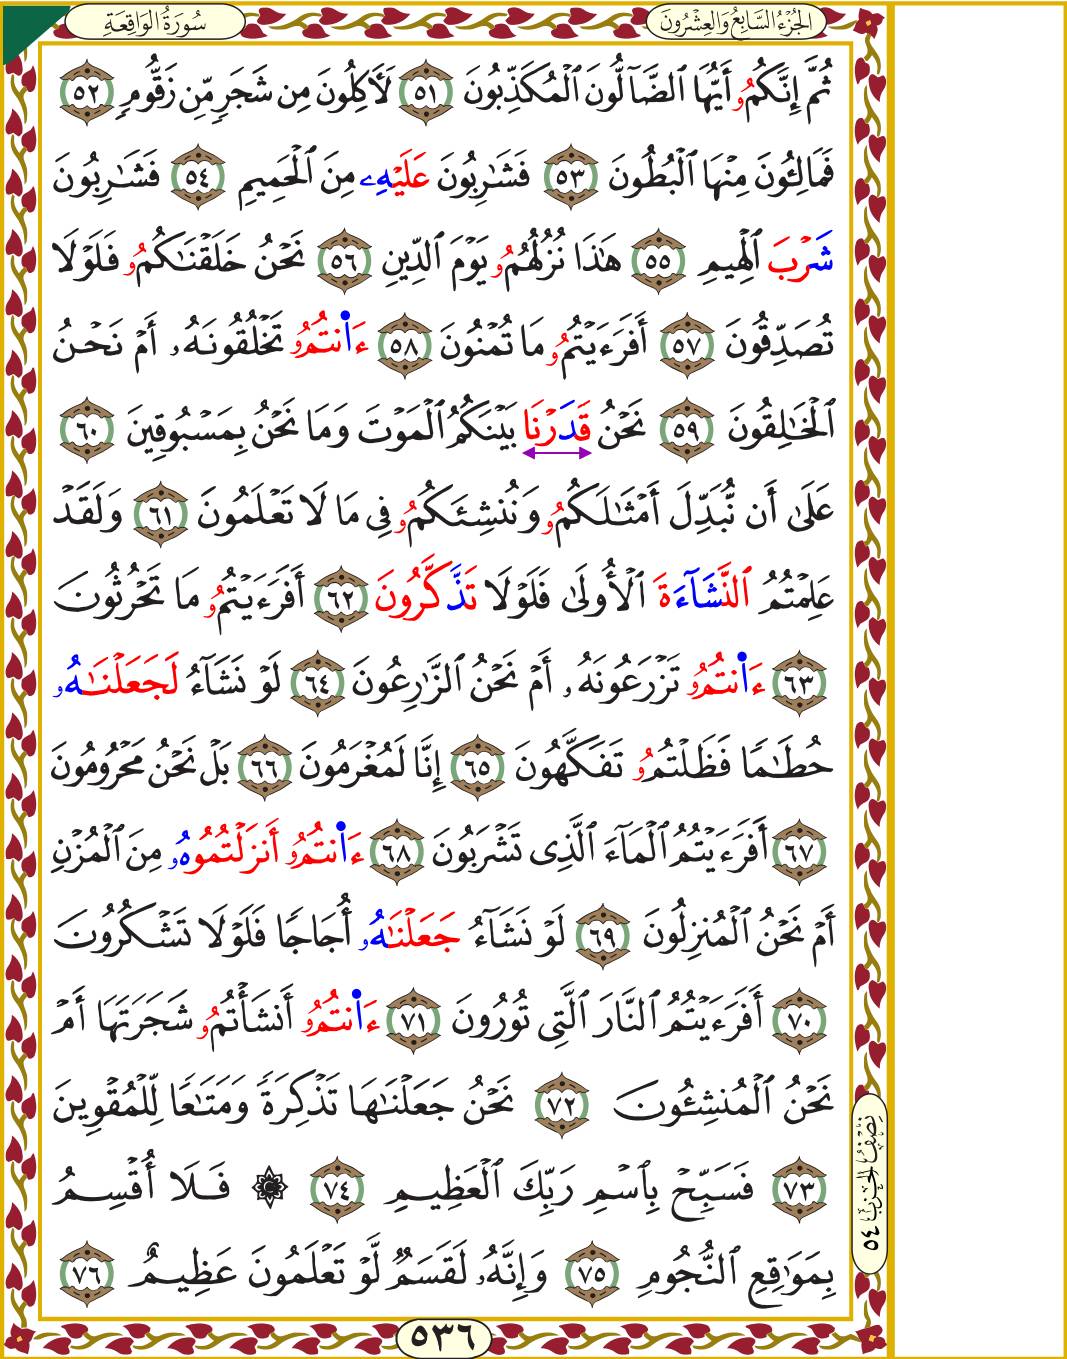 الجُزْءُ السَّابِعُ وَالعِشْرُونَ
سُورَةُ الوَاقِعَةِ
ثُمَّ إِنَّكُمُۥ أَيُّهَا ٱلضَّآلُّونَ ٱلْمُكَذِّبُونَ ٥١ لَأٓكِلُونَ مِن شَجَرٍ مِّن زَقُّومٍ ٥٢
فَمَالِـُٔونَ مِنْهَا ٱلْبُطُونَ ٥٣ فَشَٰرِبُونَ عَلَيْهِۦ مِنَ ٱلْحَمِيمِ ٥٤ فَشَٰرِبُونَ
شَرْبَ ٱلْهِيمِ ٥٥ هَٰذَا نُزُلُهُمُۥ يَوْمَ ٱلدِّينِ ٥٦ نَحْنُ خَلَقْنَٰكُمُۥ فَلَوْلَا
تُصَدِّقُونَ ٥٧ أَفَرَءَيْتُمُۥ مَا تُمْنُونَ ٥٨ ءَا۬نتُمُۥ تَخْلُقُونَهُۥ أَمْ نَحْنُ
ٱلْخَٰلِقُونَ ٥٩ نَحْنُ قَدَرْنَا بَيْنَكُمُ ٱلْمَوْتَ وَمَا نَحْنُ بِمَسْبُوقِينَ ٦٠
عَلَىٰ أَن نُّبَدِّلَ أَمْثَٰلَكُمُۥ وَنُنشِئَكُمُۥ فِى مَا لَا تَعْلَمُونَ ٦١ وَلَقَدْ
عَلِمْتُمُ ٱلنَّشَآءَةَ ٱلْأُولَىٰ فَلَوْلَا تَذَّكَّرُونَ ٦٢ أَفَرَءَيْتُمُۥ مَا تَحْرُثُونَ
٦٣ ءَا۬نتُمُۥ تَزْرَعُونَهُۥ أَمْ نَحْنُ ٱلزَّٰرِعُونَ ٦٤ لَوْ نَشَآءُ لَجَعَلْنَٰهُۥ
حُطَٰمًا فَظَلْتُمُۥ تَفَكَّهُونَ ٦٥ إِنَّا لَمُغْرَمُونَ ٦٦ بَلْ نَحْنُ مَحْرُومُونَ
٦٧ أَفَرَءَيْتُمُ ٱلْمَآءَ ٱلَّذِى تَشْرَبُونَ ٦٨ ءَا۬نتُمُۥ أَنزَلْتُمُوهُۥ مِنَ ٱلْمُزْنِ
أَمْ نَحْنُ ٱلْمُنزِلُونَ ٦٩ لَوْ نَشَآءُ جَعَلْنَٰهُۥ أُجَاجًا فَلَوْلَا تَشْكُرُونَ
٧٠ أَفَرَءَيْتُمُ ٱلنَّارَ ٱلَّتِى تُورُونَ ٧١ ءَا۬نتُمُۥ أَنشَأْتُمُۥ شَجَرَتَهَا أَمْ
نَحْنُ ٱلْمُنشِـُٔونَ ٧٢ نَحْنُ جَعَلْنَٰهَا تَذْكِرَةً وَمَتَٰعًا لِّلْمُقْوِينَ
٧٣ فَسَبِّحْ بِٱسْمِ رَبِّكَ ٱلْعَظِيمِ ٧٤ ۞ فَلَا أُقْسِمُ
بِمَوَٰقِعِ ٱلنُّجُومِ ٧٥ وَإِنَّهُۥ لَقَسَمٌ لَّوْ تَعْلَمُونَ عَظِيمٌ ٧٦
نِصْفُ الحِزْبِ ٥٤
٥٣٦